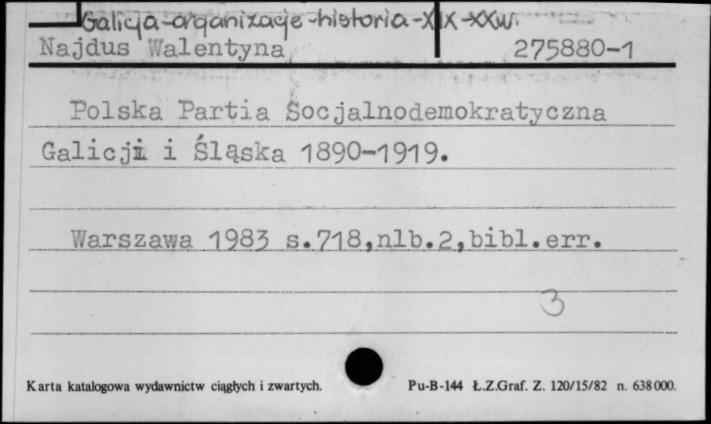 Galicja-organizacje-historia-XIX-XXw.
Najdus Walentyna 275880-1
Polska Partia Socjalnodemokratyczna
Galicji i Śląska 1890-1919.
Warszawa 1983 s.718,nlb.2,bibl.err.
3
Karta katalogowa wydawnictw ciągłych i zwartych. Pu-B-144 Ł.Z.Graf. Z. 120/15/82 n. 638000.